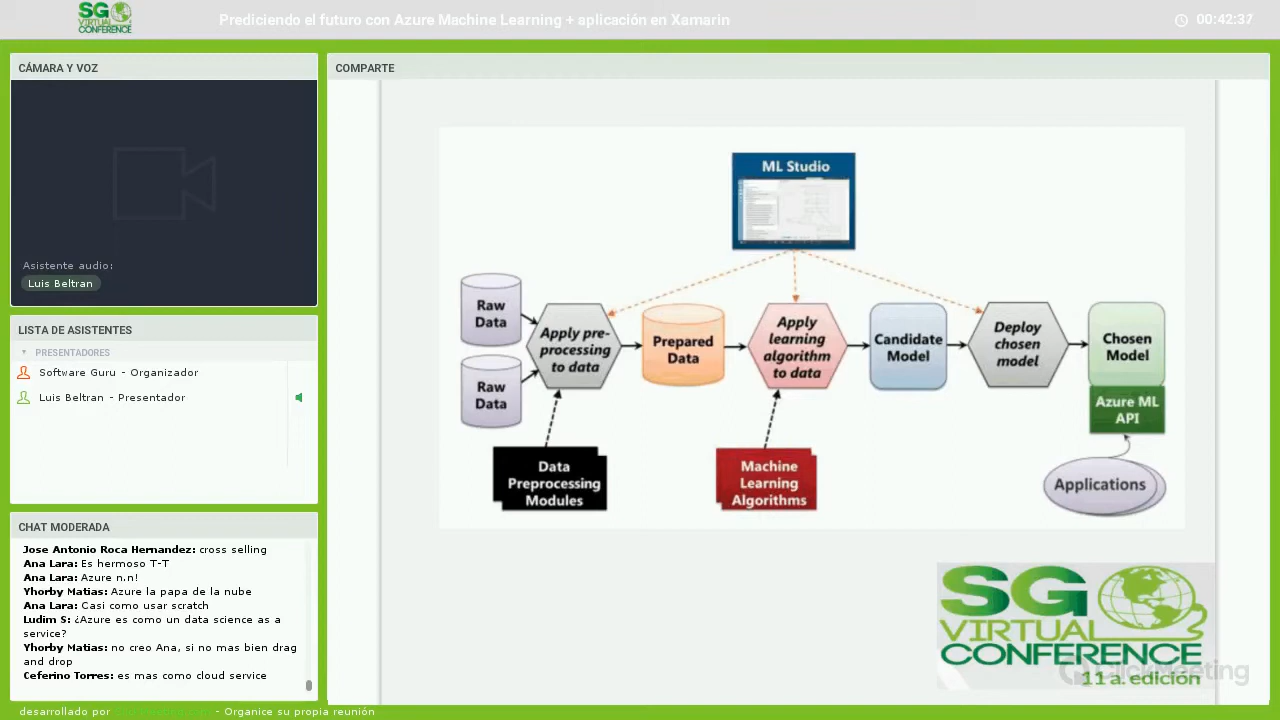 SG
VIRTUAL
CONFERENCE
Prediciendo el futuro con Azure Machine Learning + aplicación en Xamarin
00:42:37
CÁMARA Y VOZ
Asistente audio:
Luis Beltran
LISTA DE ASISTENTES
PRESENTADORES
Software Guru - Organizador
Luis Beltran - Presentador
CHAT MODERADA
Jose Antonio Roca Hernandez: cross selling
Ana Lara: Es hermoso T-T
Ana Lara: Azure n.n!
Yhorby Matias: Azure la papa de la nube
Ana Lara: Casi como usar scratch
Ludim S: ¿Azure es como un data science as a
service?
Yhorby Matias: no creo Ana, si no mas bien drag
and drop
Ceferino Torres: es mas como cloud service
desarrollado por
- Organice su propia reunión
COMPARTE
ML Studio
Raw
Data
Raw
Data
Apply pre-
processing
to data
Prepared
Data
Apply
learning
algorithm
to data
Candidate
Model
Deploy
chosen
model
Chosen
Model
Azure ML
API
Data
Preprocessing
Modules
Machine
Learning
Algorithms
Applications
SG
VIRTUAL
CONFERENCE
11 a. edición
ClickMeeting